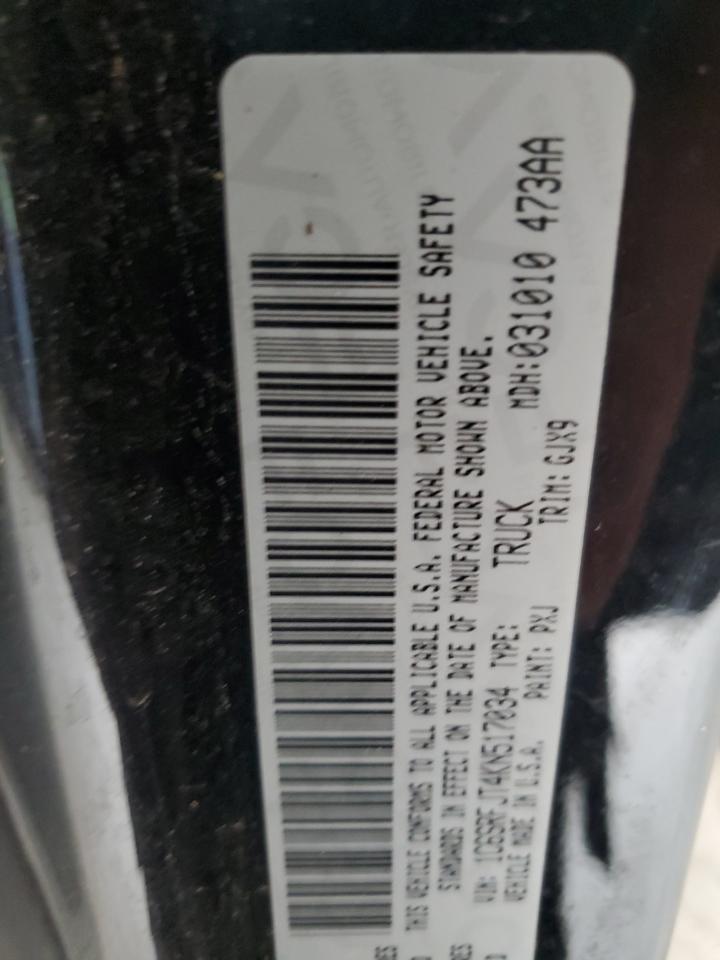 THIS VEHICLE CONFORMS TO ALL APPLICABLE U.S.A. FEDERAL MOTOR VEHICLE SAFETY
STANDARDS IN EFFECT ON THE DATE OF MANUFACTURE SHOWN ABOVE.
VIN: 1C6SRFJT4KN517034 TYPE: TRUCK MDH:031010 473AA
VEHICLE MADE IN U.S.A. PAINT: PXJ TRIM: GJX9